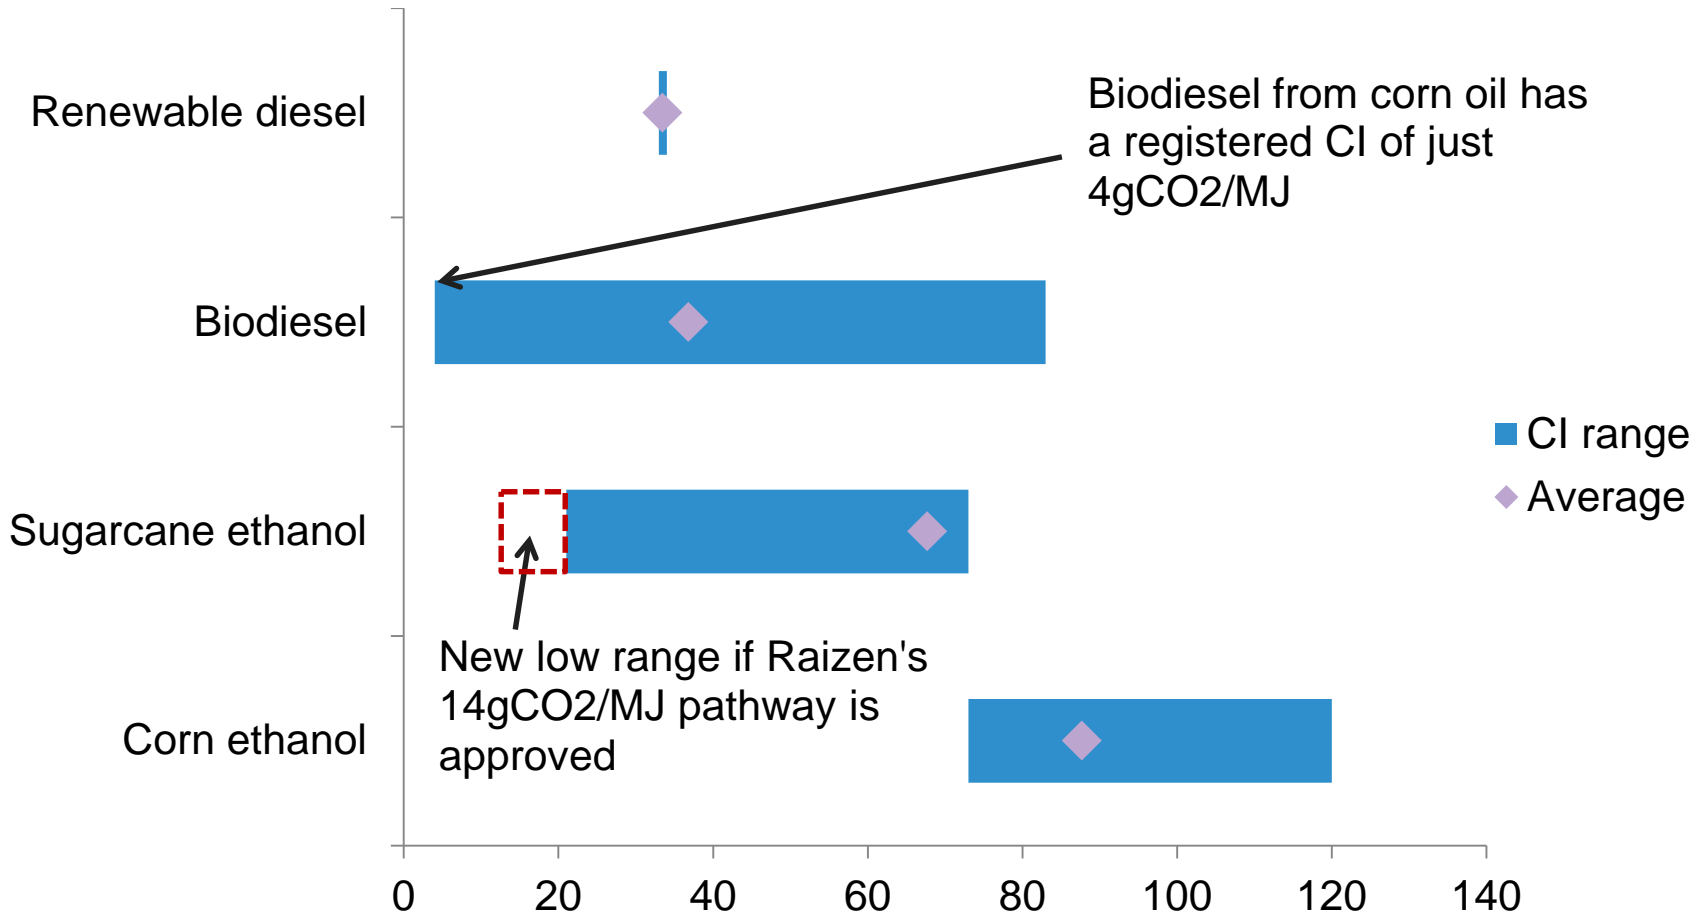 Renewable diesel
Biodiesel from corn oil has
a registered CI of just
4gCO2/MJ
Biodiesel
CI range
Average
Sugarcane ethanol
New low range if Raizen's
14gCO2/MJ pathway is
approved
Corn ethanol
0 20 40 60 80 100 120 140